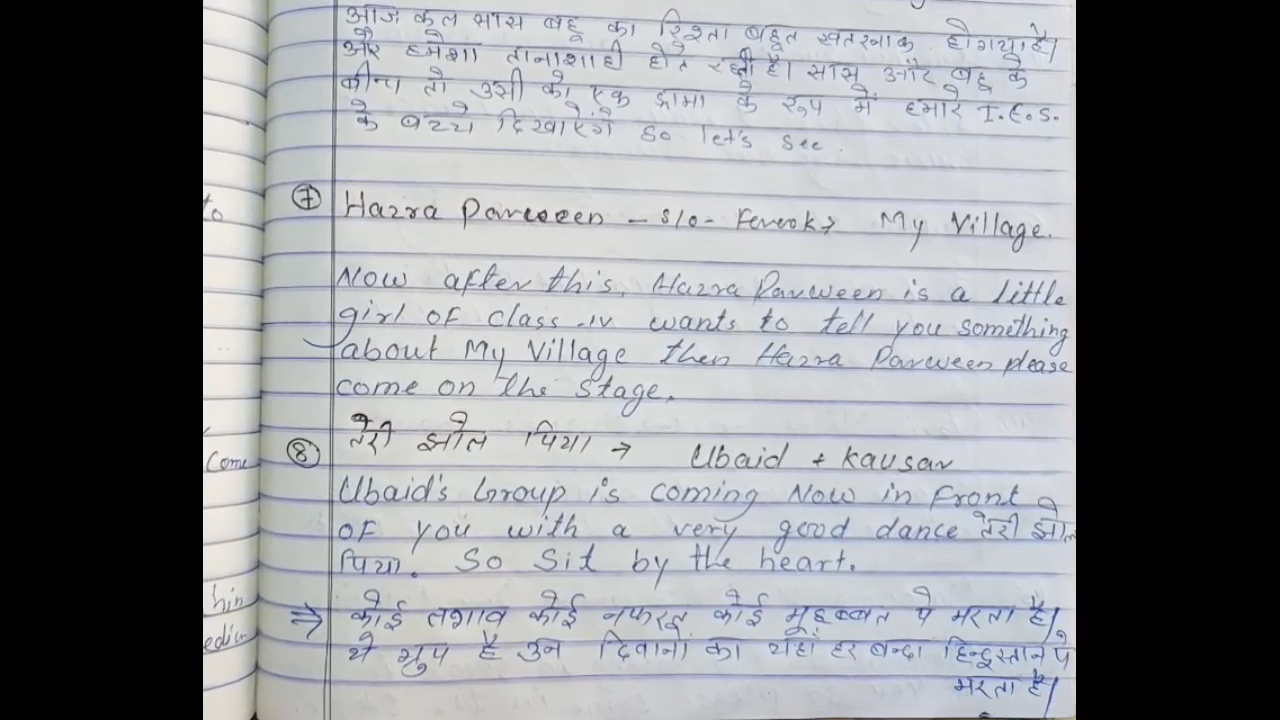 आज कल सास बहू का रिश्ता बहुत खतरनाक होगया है।
और हमेशा तानाशाही होते रहती है। सास और बहू के
बीच तो उसी को एक ड्रामा के रूप में हमारे I.E.S.
के बच्चे दिखाएंगे so let's see.
to
⑦ Hazra Parween - S/o - Ferook → My Village.
Now after this, Hazra Parween is a little
girl of class IV wants to tell you something
about My Village then Hazra Parween please
come on the stage.
⑧ तेरी झोल पिया → Ubaid + Kausar
come
Ubaid's Group is coming Now in front
of you with a very good dance तेरी झोल
पिया. So Sit by the heart.
⇒ कोई लगाव कोई नफरत कोई मुहब्बत पे मरता है।
ये ग्रुप है उन दिवानो का यहाँ हर बन्दा हिन्दुस्तान पे
मरता है।